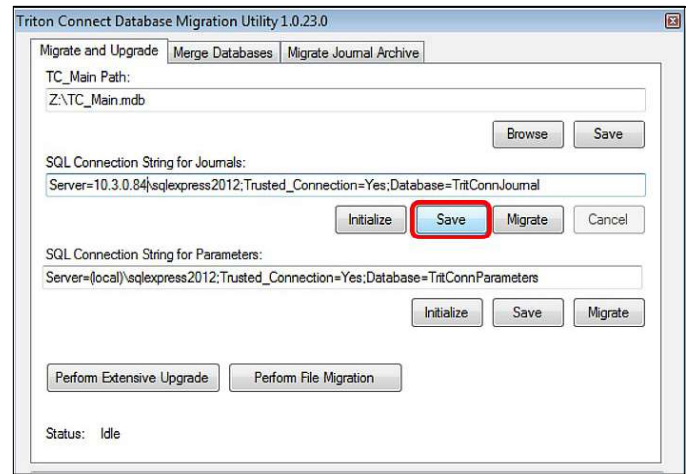 Triton Connect Database Migration Utility 1.0.23.0
Migrate and Upgrade Merge Databases Migrate Journal Archive
TC_Main Path:
Z:\TC_Main.mdb
Browse Save
SQL Connection String for Journals:
Server=10.3.0.84\sqlexpress2012;Trusted_Connection=Yes;Database=TritConnJournal
Initialize Save Migrate Cancel
SQL Connection String for Parameters:
Server=(local)\sqlexpress2012;Trusted_Connection=Yes;Database=TritConnParameters
Initialize Save Migrate
Perform Extensive Upgrade Perform File Migration
Status: Idle